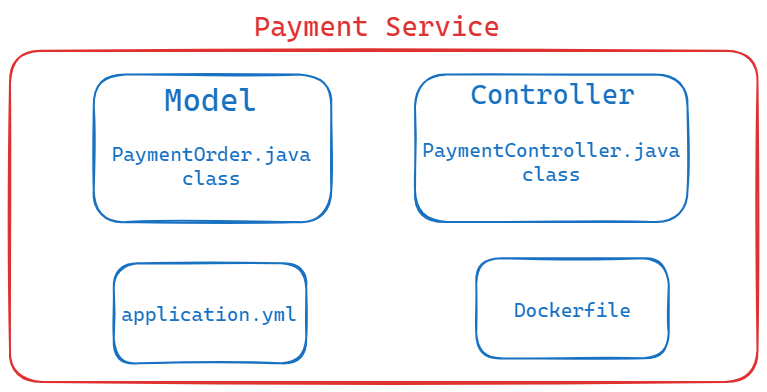 Payment Service
Model
PaymentOrder.java
class
Controller
PaymentController.java
class
application.yml
Dockerfile